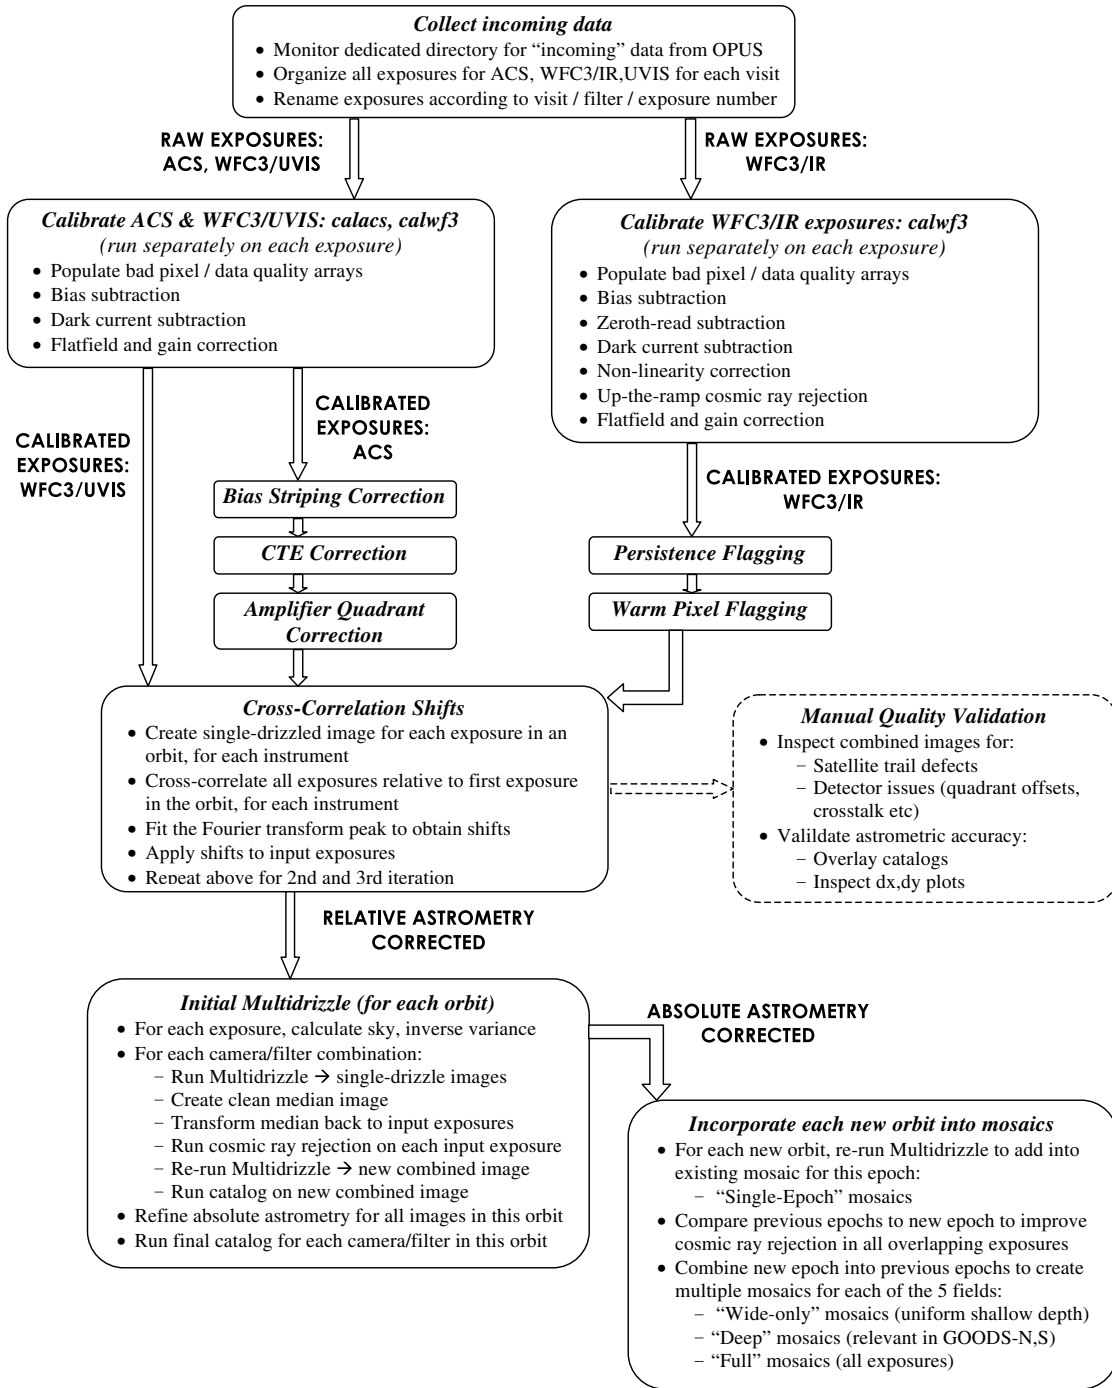 Collect incoming data
• Monitor dedicated directory for “incoming” data from OPUS
• Organize all exposures for ACS, WFC3/IR,UVIS for each visit
• Rename exposures according to visit / filter / exposure number
RAW EXPOSURES:
ACS, WFC3/UVIS
RAW EXPOSURES:
WFC3/IR
Calibrate ACS & WFC3/UVIS: calacs, calwf3
(run separately on each exposure)
• Populate bad pixel / data quality arrays
• Bias subtraction
• Dark current subtraction
• Flatfield and gain correction
Calibrate WFC3/IR exposures: calwf3
(run separately on each exposure)
• Populate bad pixel / data quality arrays
• Bias subtraction
• Zeroth-read subtraction
• Dark current subtraction
• Non-linearity correction
• Up-the-ramp cosmic ray rejection
• Flatfield and gain correction
CALIBRATED
EXPOSURES:
WFC3/UVIS
CALIBRATED
EXPOSURES:
ACS
CALIBRATED EXPOSURES:
WFC3/IR
Bias Striping Correction
CTE Correction
Amplifier Quadrant
Correction
Persistence Flagging
Warm Pixel Flagging
Cross-Correlation Shifts
• Create single-drizzled image for each exposure in an
orbit, for each instrument
• Cross-correlate all exposures relative to first exposure
in the orbit, for each instrument
• Fit the Fourier transform peak to obtain shifts
• Apply shifts to input exposures
• Repeat above for 2nd and 3rd iteration
Manual Quality Validation
• Inspect combined images for:
– Satellite trail defects
– Detector issues (quadrant offsets,
crosstalk etc)
• Valildate astrometric accuracy:
– Overlay catalogs
– Inspect dx,dy plots
RELATIVE ASTROMETRY
CORRECTED
Initial Multidrizzle (for each orbit)
• For each exposure, calculate sky, inverse variance
• For each camera/filter combination:
– Run Multidrizzle → single-drizzle images
– Create clean median image
– Transform median back to input exposures
– Run cosmic ray rejection on each input exposure
– Re-run Multidrizzle → new combined image
– Run catalog on new combined image
• Refine absolute astrometry for all images in this orbit
• Run final catalog for each camera/filter in this orbit
ABSOLUTE ASTROMETRY
CORRECTED
Incorporate each new orbit into mosaics
• For each new orbit, re-run Multidrizzle to add into
existing mosaic for this epoch:
– “Single-Epoch” mosaics
• Compare previous epochs to new epoch to improve
cosmic ray rejection in all overlapping exposures
• Combine new epoch into previous epochs to create
multiple mosaics for each of the 5 fields:
– “Wide-only” mosaics (uniform shallow depth)
– “Deep” mosaics (relevant in GOODS-N,S)
– “Full” mosaics (all exposures)